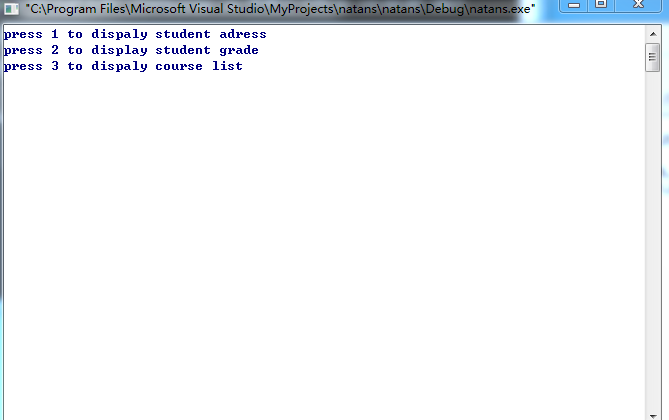 "C:\Program Files\Microsoft Visual Studio\MyProjects\natans\natans\Debug\natans.exe"
press 1 to dispaly student adress
press 2 to display student grade
press 3 to dispaly course list